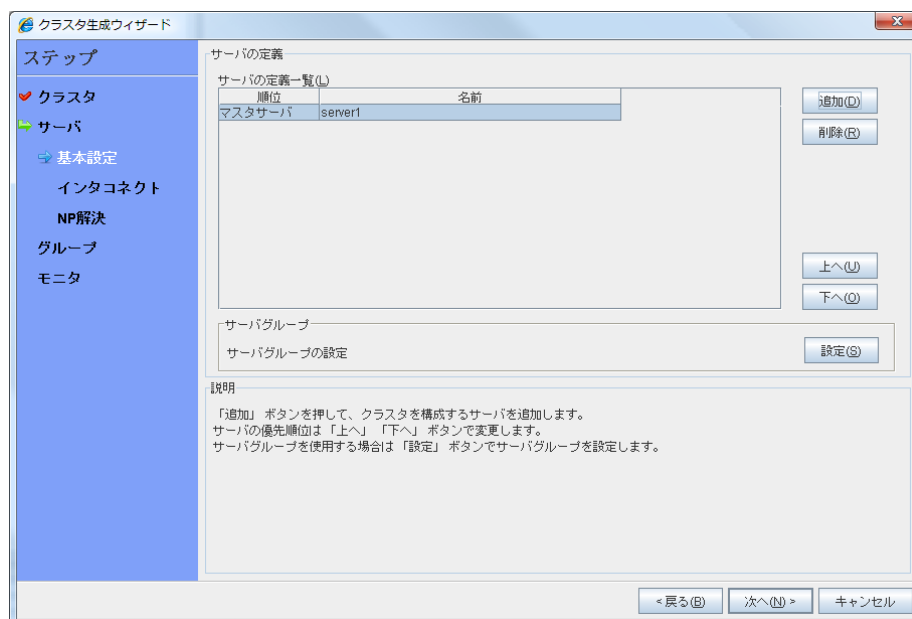 クラスタ生成ウィザード
ステップ
クラスタ
サーバ
基本設定
インタコネクト
NP解決
グループ
モニタ
サーバの定義
サーバの定義一覧(L)
順位 名前
マスタサーバ server1
追加(D)
削除(R)
上へ(U)
下へ(O)
サーバグループ
サーバグループの設定
設定(S)
説明
「追加」 ボタンを押して、クラスタを構成するサーバを追加します。
サーバの優先順位は「上へ」 「下へ」 ボタンで変更します。
サーバグループを使用する場合は「設定」 ボタンでサーバグループを設定します。
<戻る(B) 次へ(N)> キャンセル